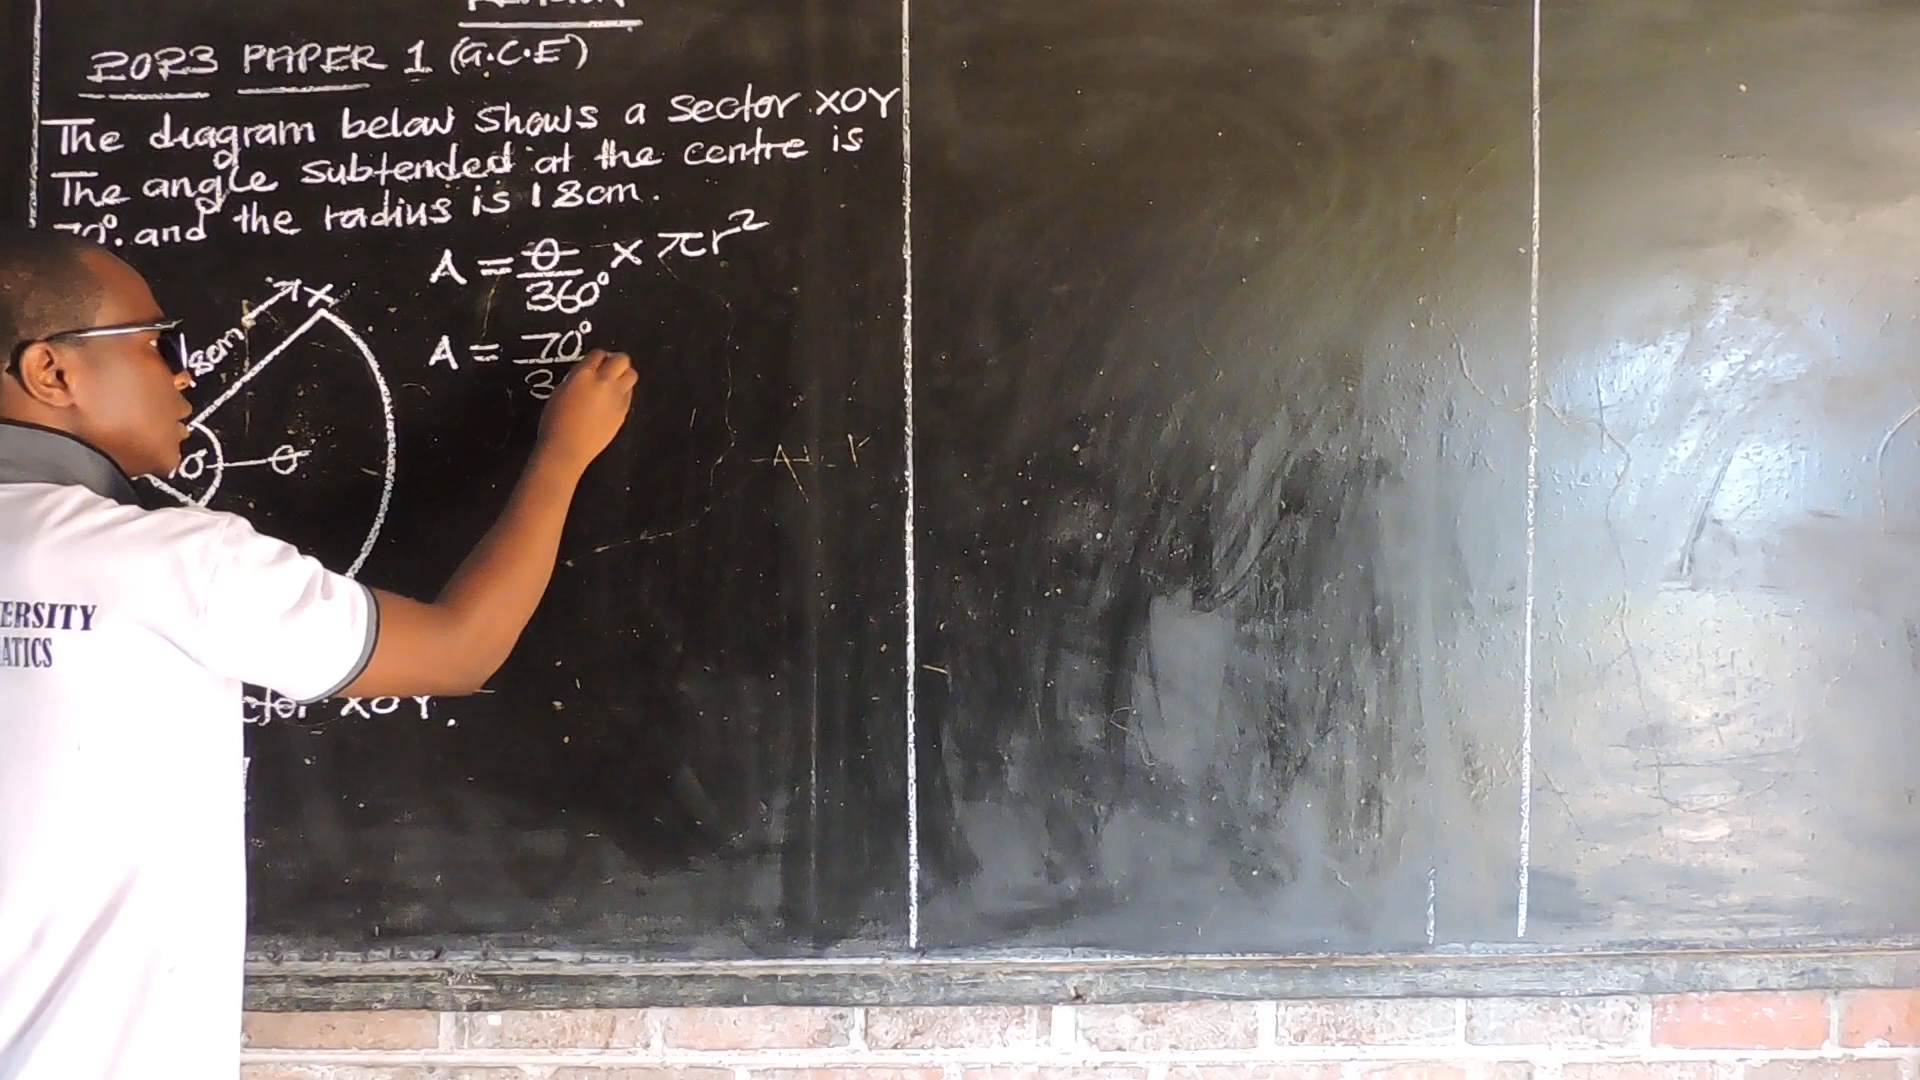 2023 PAPER 1 (G.C.E)
The diagram below shows a sector XOY
The angle subtended at the centre is
70°. and the radius is 18cm.
A = θ/360° × πr²
A = 70°/3
X
18cm
O
θ
XOY.
ERSITY
ATICS